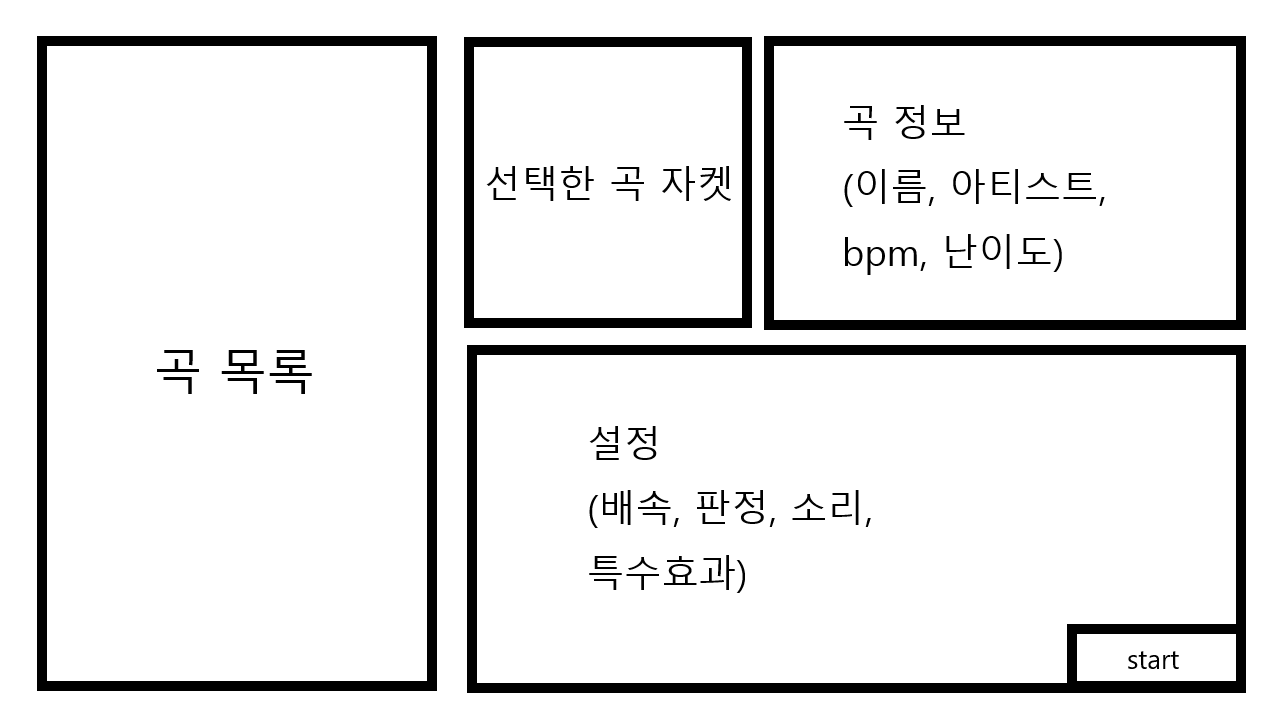 곡 목록
선택한 곡 자켓
곡 정보
(이름, 아티스트,
bpm, 난이도)
설정
(배속, 판정, 소리,
특수효과)
start